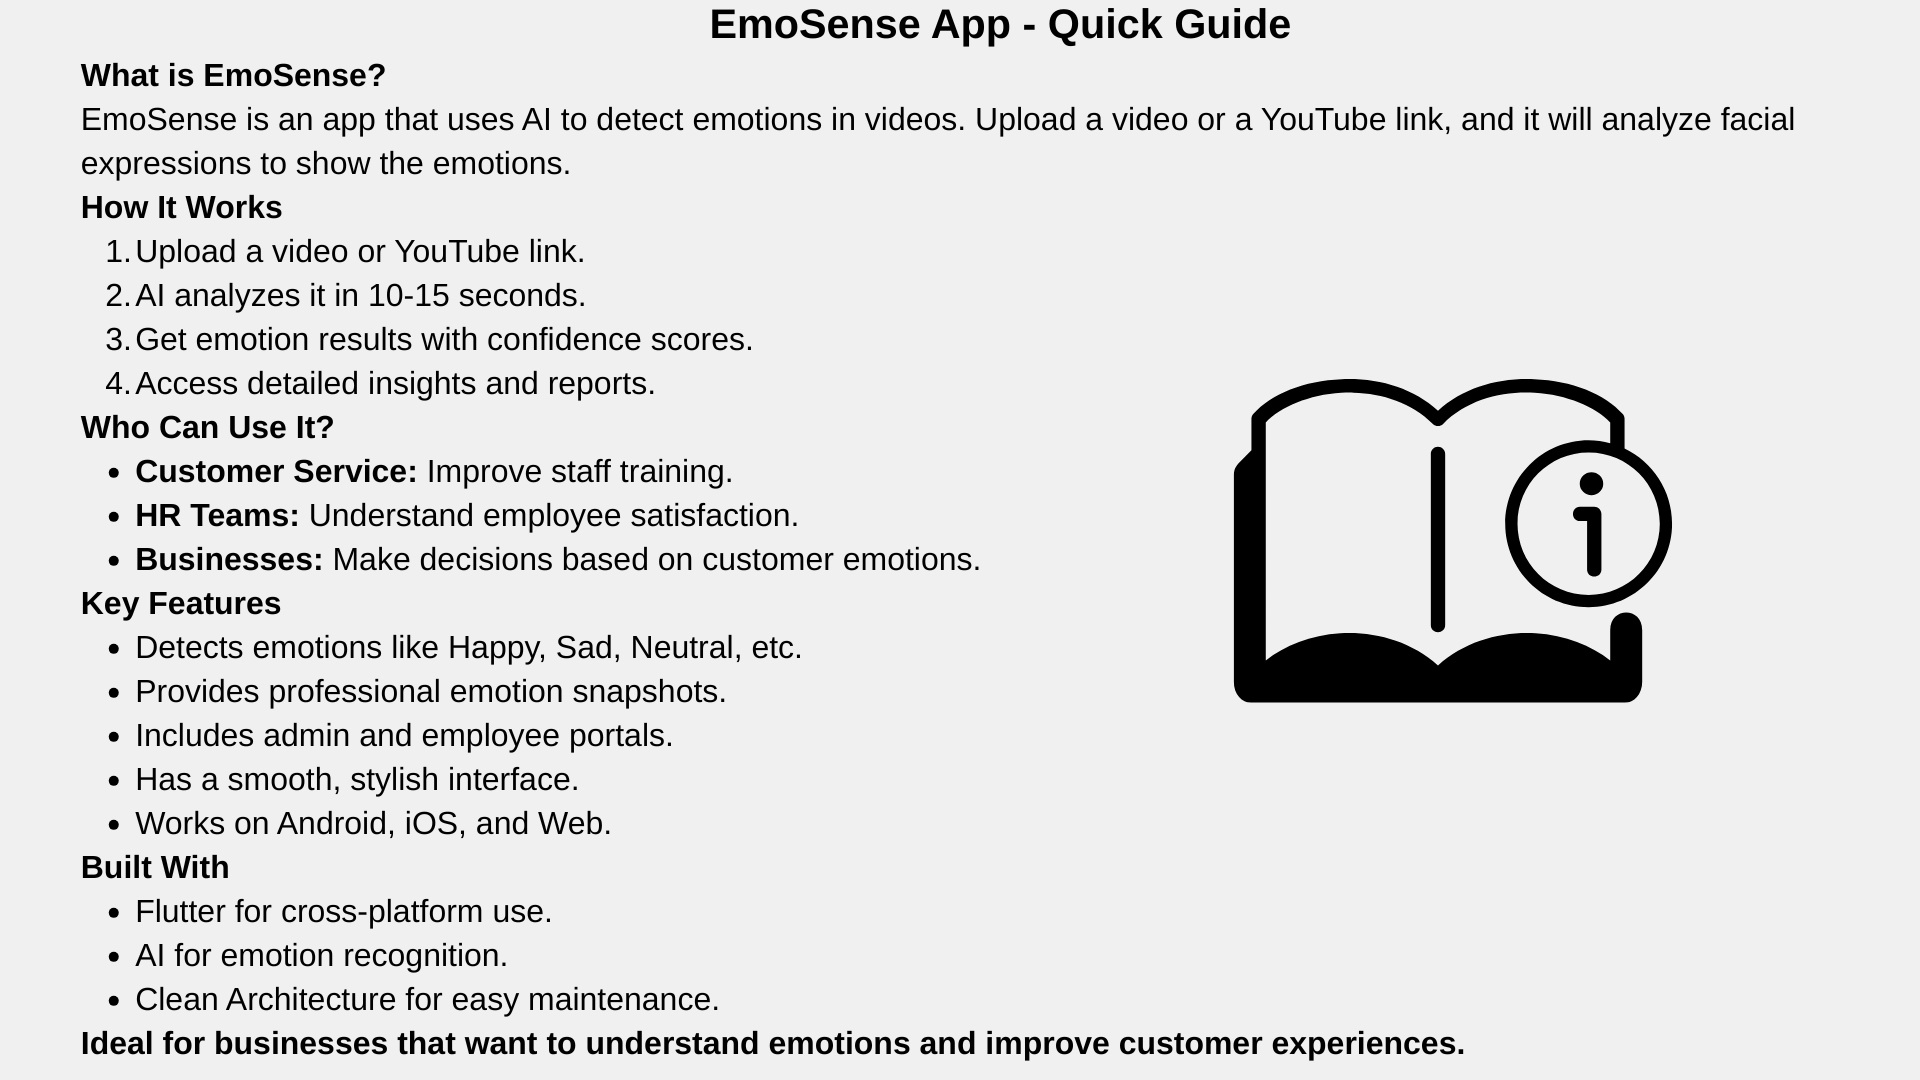 EmoSense App - Quick Guide
What is EmoSense?
EmoSense is an app that uses AI to detect emotions in videos. Upload a video or a YouTube link, and it will analyze facial
expressions to show the emotions.
How It Works
1. Upload a video or YouTube link.
2. AI analyzes it in 10-15 seconds.
3. Get emotion results with confidence scores.
4. Access detailed insights and reports.
Who Can Use It?
• Customer Service: Improve staff training.
• HR Teams: Understand employee satisfaction.
• Businesses: Make decisions based on customer emotions.
Key Features
• Detects emotions like Happy, Sad, Neutral, etc.
• Provides professional emotion snapshots.
• Includes admin and employee portals.
• Has a smooth, stylish interface.
• Works on Android, iOS, and Web.
Built With
• Flutter for cross-platform use.
• AI for emotion recognition.
• Clean Architecture for easy maintenance.
Ideal for businesses that want to understand emotions and improve customer experiences.